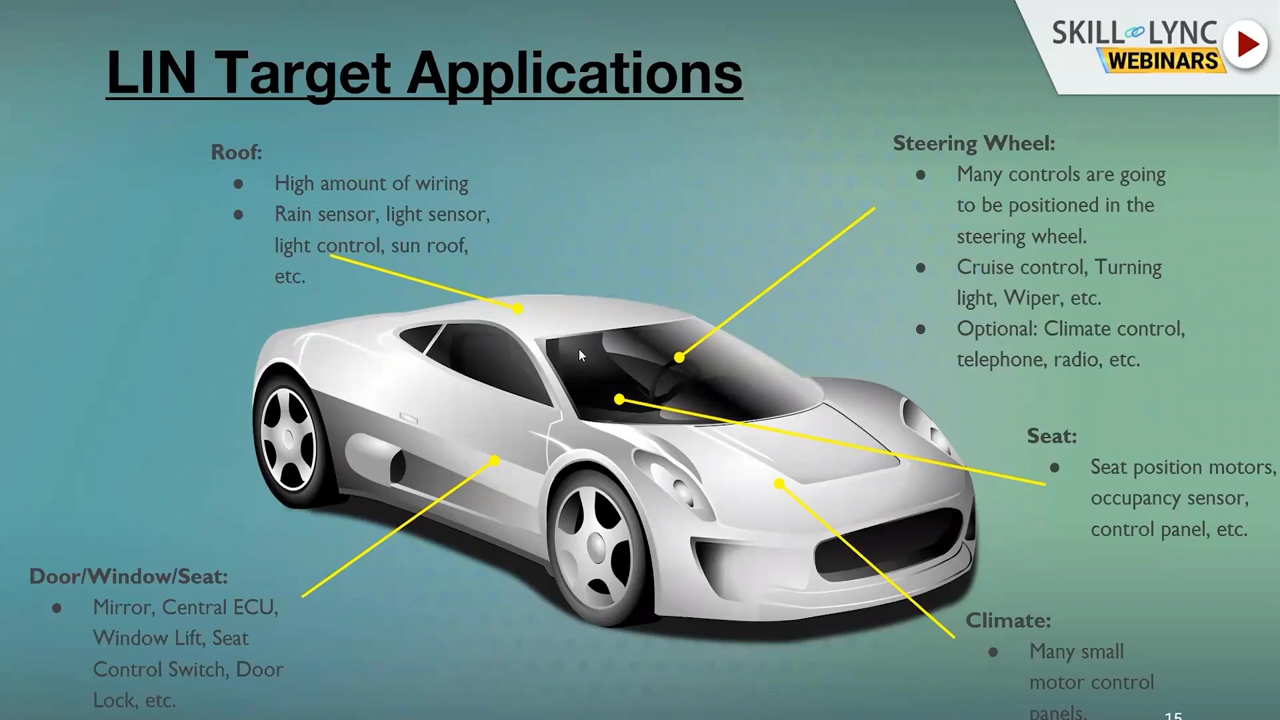 SKILL LYNC
WEBINARS
LIN Target Applications
Roof:
● High amount of wiring
● Rain sensor, light sensor,
light control, sun roof,
etc.
Steering Wheel:
● Many controls are going
to be positioned in the
steering wheel.
● Cruise control, Turning
light, Wiper, etc.
● Optional: Climate control,
telephone, radio, etc.
Seat:
● Seat position motors,
occupancy sensor,
control panel, etc.
Door/Window/Seat:
● Mirror, Central ECU,
Window Lift, Seat
Control Switch, Door
Lock, etc.
Climate:
● Many small
motor control
panels.
15